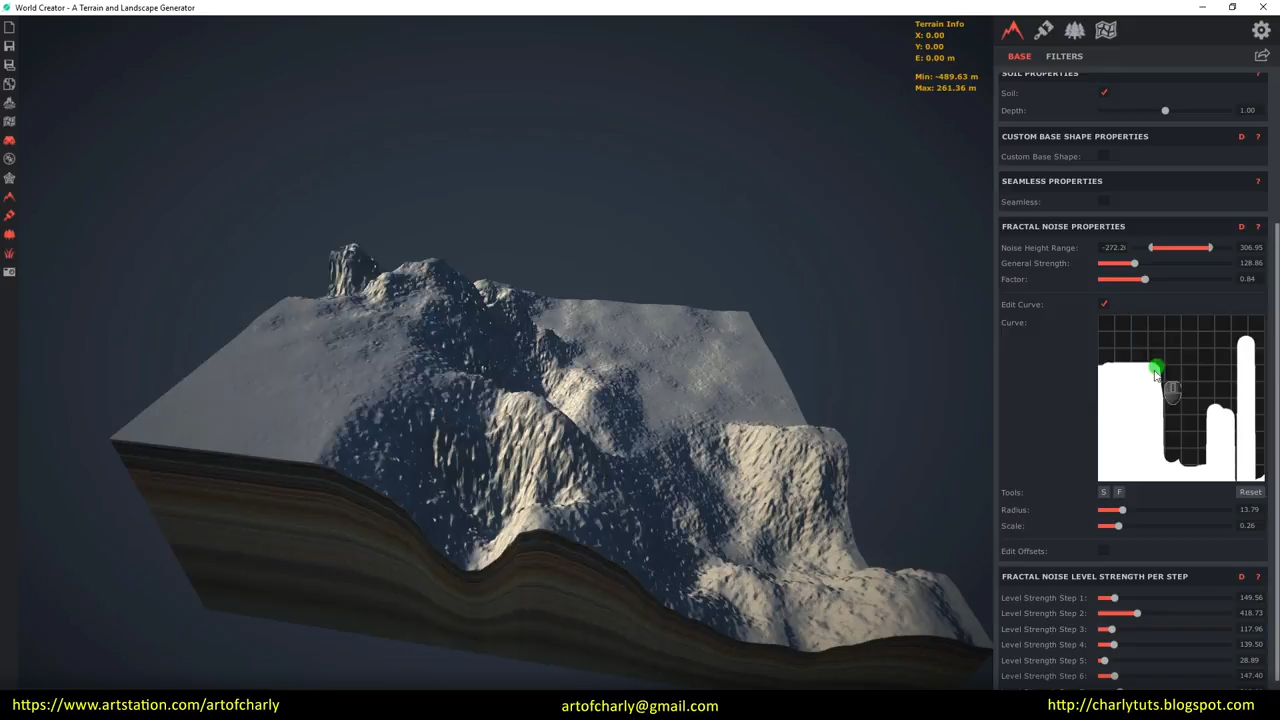 World Creator - A Terrain and Landscape Generator
Terrain Info
X: 0.00
Y: 0.00
E: 0.00 m
Min: -489.63 m
Max: 261.36 m
BASE FILTERS
SOIL PROPERTIES ?
Soil:
Depth: 1.00
CUSTOM BASE SHAPE PROPERTIES D ?
Custom Base Shape:
SEAMLESS PROPERTIES ?
Seamless:
FRACTAL NOISE PROPERTIES D ?
Noise Height Range: -272.2 306.95
General Strength: 128.86
Factor: 0.84
Edit Curve:
Curve:
Tools: S F Reset
Radius: 13.79
Scale: 0.26
Edit Offsets:
FRACTAL NOISE LEVEL STRENGTH PER STEP D ?
Level Strength Step 1: 149.56
Level Strength Step 2: 418.73
Level Strength Step 3: 117.96
Level Strength Step 4: 139.50
Level Strength Step 5: 28.89
Level Strength Step 6: 147.40
https://www.artstation.com/artofcharly artofcharly@gmail.com http://charlytuts.blogspot.com